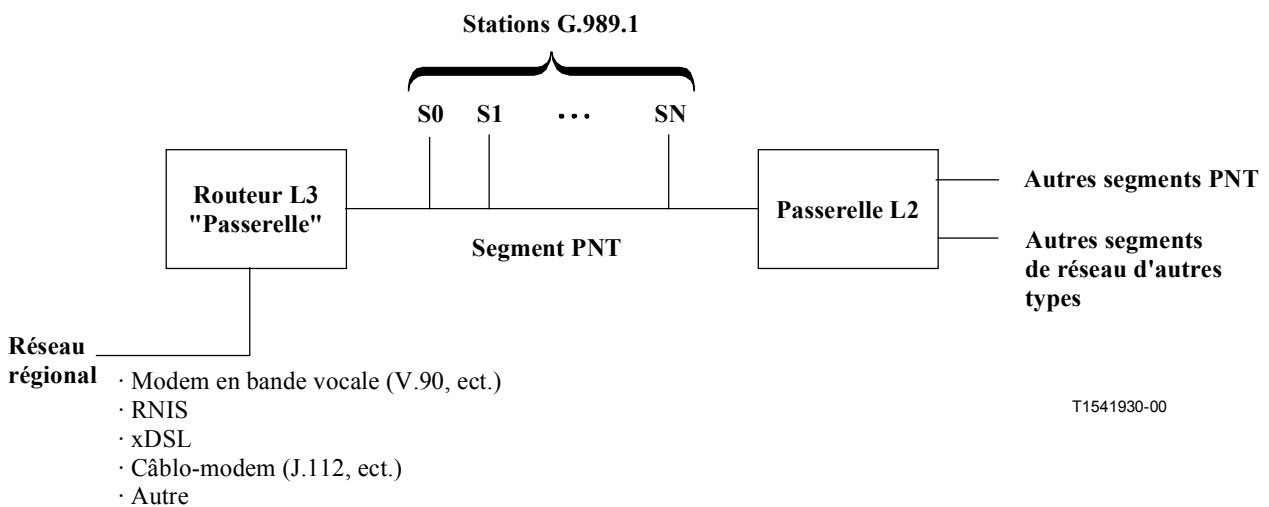 Stations G.989.1
S0 S1 ... SN
Routeur L3
"Passerelle"
Passerelle L2
Autres segments PNT
Segment PNT
Autres segments
de réseau d'autres
types
Réseau
régional
· Modem en bande vocale (V.90, ect.)
· RNIS
· xDSL
· Câblo-modem (J.112, ect.)
· Autre
T1541930-00